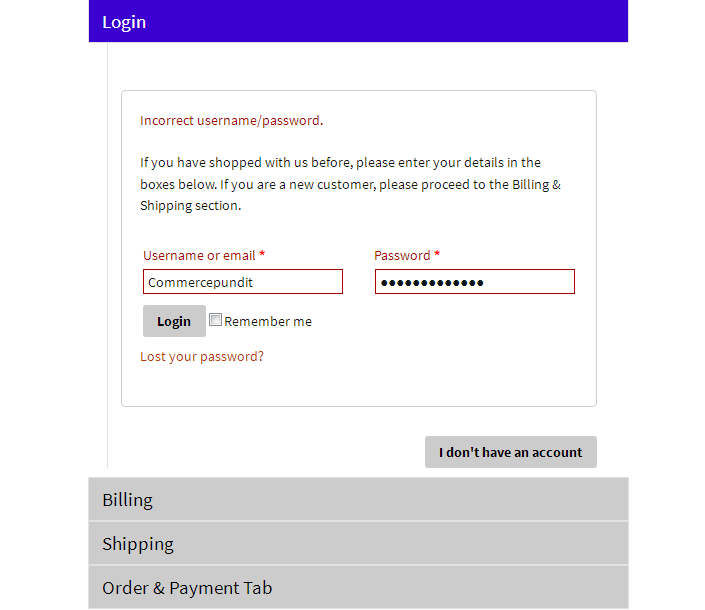 Login
Incorrect username/password.
If you have shopped with us before, please enter your details in the
boxes below. If you are a new customer, please proceed to the Billing &
Shipping section.
Username or email * Password *
Commercepundit ●●●●●●●●●●●●●
Login Remember me
Lost your password?
I don't have an account
Billing
Shipping
Order & Payment Tab